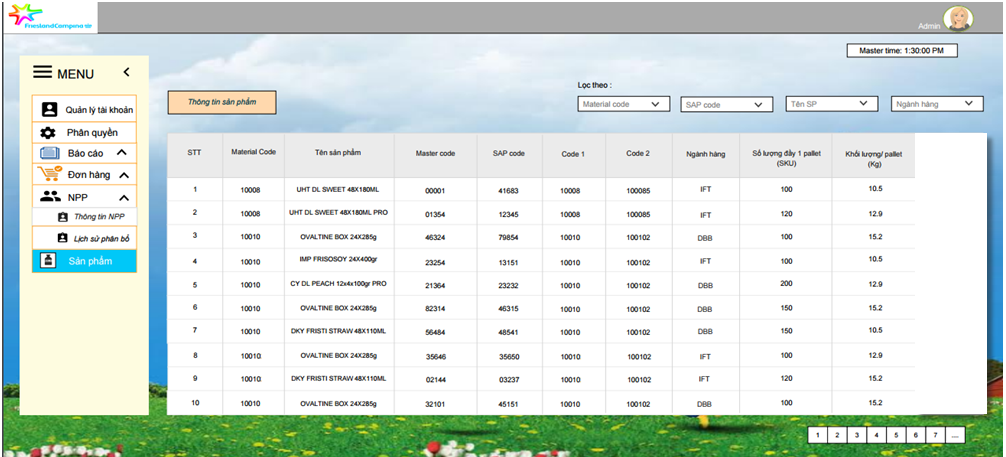 FrieslandCampina
Admin
Master time: 1:30:00 PM
MENU
Quản lý tài khoản
Phân quyền
Báo cáo
Đơn hàng
NPP
Thông tin NPP
Lịch sử phân bổ
Sản phẩm
Thông tin sản phẩm
Lọc theo :
Material code SAP code Tên SP Ngành hàng
STT Material Code Tên sản phẩm Master code SAP code Code 1 Code 2 Ngành hàng Số lượng đầy 1 pallet (SKU) Khối lượng/ pallet (Kg)
1 10008 UHT DL SWEET 48X180ML 00001 41683 10008 100085 IFT 100 10.5
2 10008 UHT DL SWEET 48X180ML PRO 01354 12345 10008 100085 IFT 120 12.9
3 10010 OVALTINE BOX 24X285g 46324 79854 10010 100102 DBB 100 15.2
4 10010 IMP FRISOSOY 24X400gr 23254 13151 10010 100102 IFT 100 10.5
5 10010 CY DL PEACH 12x4x100gr PRO 21364 23232 10010 100102 DBB 200 12.9
6 10010 OVALTINE BOX 24X285g 82314 46315 10010 100102 DBB 150 15.2
7 10010 DKY FRISTI STRAW 48X110ML 56484 48541 10010 100102 DBB 150 10.5
8 10010 OVALTINE BOX 24X285g 35646 35650 10010 100102 IFT 100 12.9
9 10010 DKY FRISTI STRAW 48X110ML 02144 03237 10010 100102 IFT 120 15.2
10 10010 OVALTINE BOX 24X285g 32101 45151 10010 100102 DBB 100 15.2
1 2 3 4 5 6 7 ....